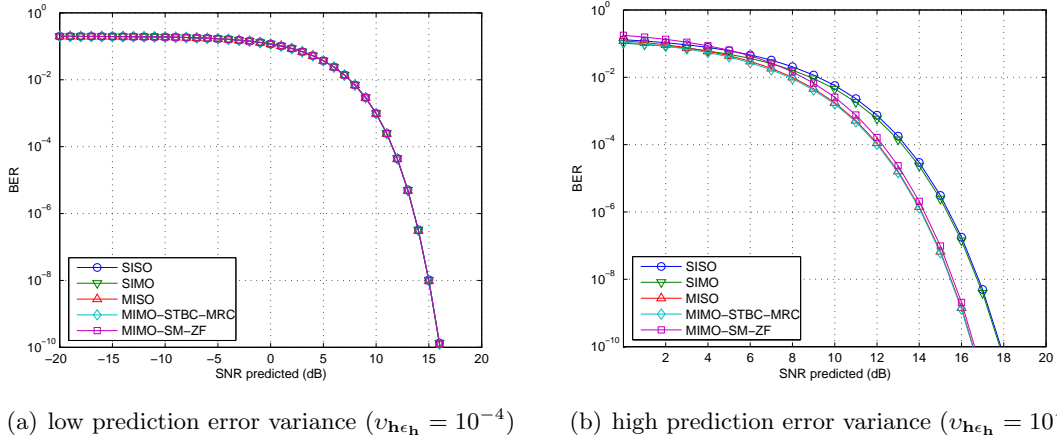 10^0
10^−2
10^−4
10^−6
10^−8
10^−10
BER
−20 −15 −10 −5 0 5 10 15 20
SNR predicted (dB)
SISO
SIMO
MISO
MIMO−STBC−MRC
MIMO−SM−ZF
(a) low prediction error variance (υ_{hϵ_h} = 10^{−4})
10^0
10^−2
10^−4
10^−6
10^−8
10^−10
BER
2 4 6 8 10 12 14 16 18 20
SNR predicted (dB)
SISO
SIMO
MISO
MIMO−STBC−MRC
MIMO−SM−ZF
(b) high prediction error variance (υ_{hϵ_h} = 10